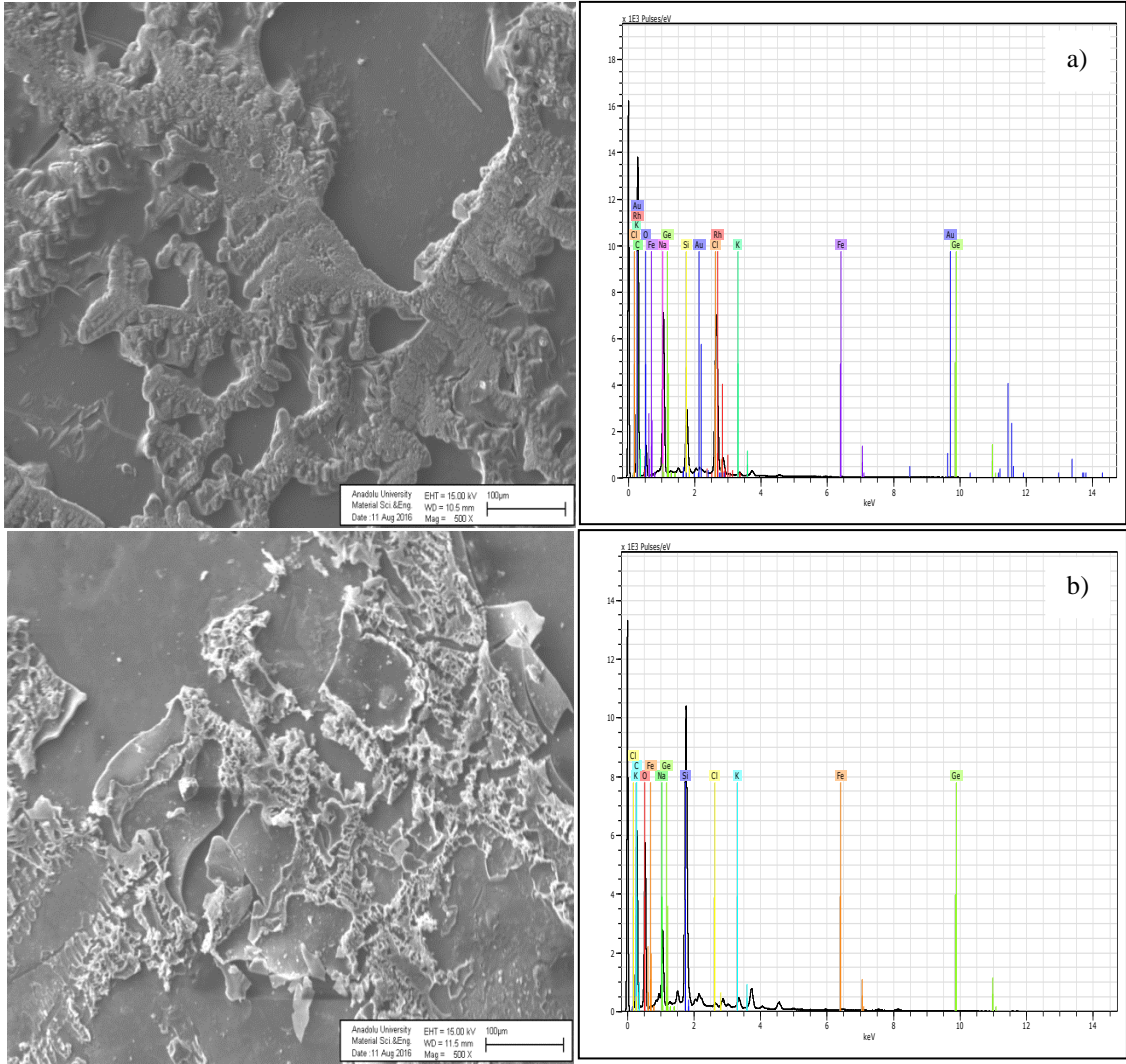 x 1E3 Pulses/eV
a)
18
16
14
12
10
8
6
4
2
0
Au
Rh
K
Cl O Ge Rh Au
C Fe Na Si Au Cl K Fe Ge
0 2 4 6 8 10 12 14
keV
Anadolu University EHT = 15.00 kV 100µm
Material Sci.&Eng. WD = 10.5 mm
Date :11 Aug 2016 Mag = 500 X
x 1E3 Pulses/eV
b)
14
12
10
8
6
4
2
0
Cl
C Fe Ge
K O Na Si Cl K Fe Ge
0 2 4 6 8 10 12 14
keV
Anadolu University EHT = 15.00 kV 100µm
Material Sci.&Eng. WD = 11.5 mm
Date :11 Aug 2016 Mag = 500 X